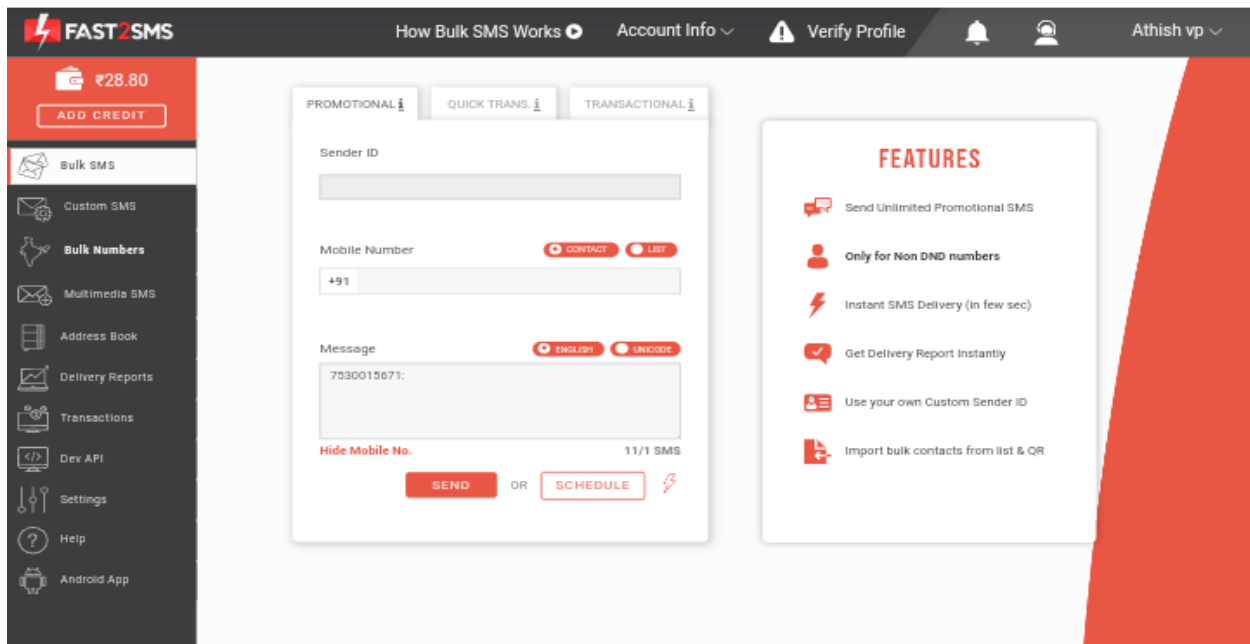 FAST2SMS
How Bulk SMS Works
Account Info
Verify Profile
Athish vp
₹28.80
ADD CREDIT
Bulk SMS
Custom SMS
Bulk Numbers
Multimedia SMS
Address Book
Delivery Reports
Transactions
Dev API
Settings
Help
Android App
PROMOTIONAL i
QUICK TRANS. i
TRANSACTIONAL i
Sender ID
Mobile Number
CONTACT
LIST
+91
Message
ENGLISH
UNICODE
7530015671:
Hide Mobile No.
11/1 SMS
SEND
OR
SCHEDULE
FEATURES
Send Unlimited Promotional SMS
Only for Non DND numbers
Instant SMS Delivery (in few sec)
Get Delivery Report Instantly
Use your own Custom Sender ID
Import bulk contacts from list & QR